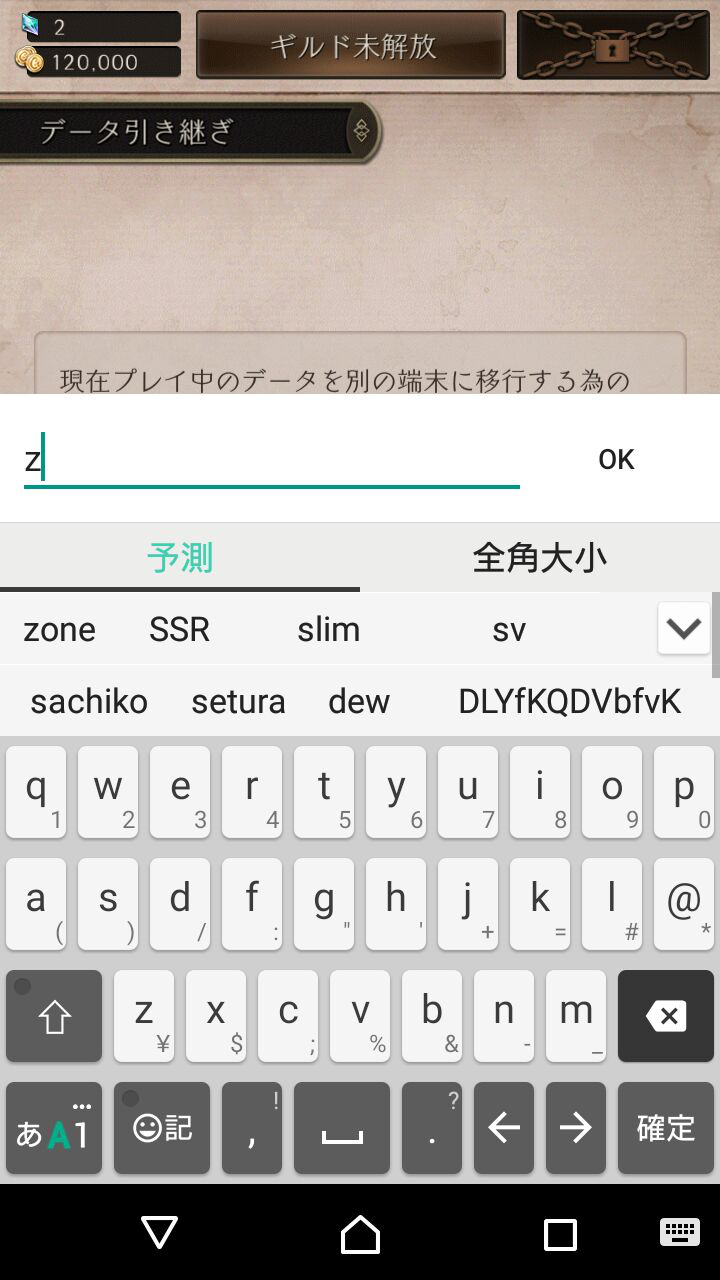 2
ギルド未解放
120,000
データ引き継ぎ
現在プレイ中のデータを別の端末に移行する為の
z
OK
予測 全角大小
zone SSR slim sv
sachiko setura dew DLYfKQDVbfvK
q w e r t y u i o p
1 2 3 4 5 6 7 8 9 0
a s d f g h j k l @
( ) / : " ' + = # *
z x c v b n m
¥ $ ; % & - _
... ! ?
あA1 記 , . ← → 確定